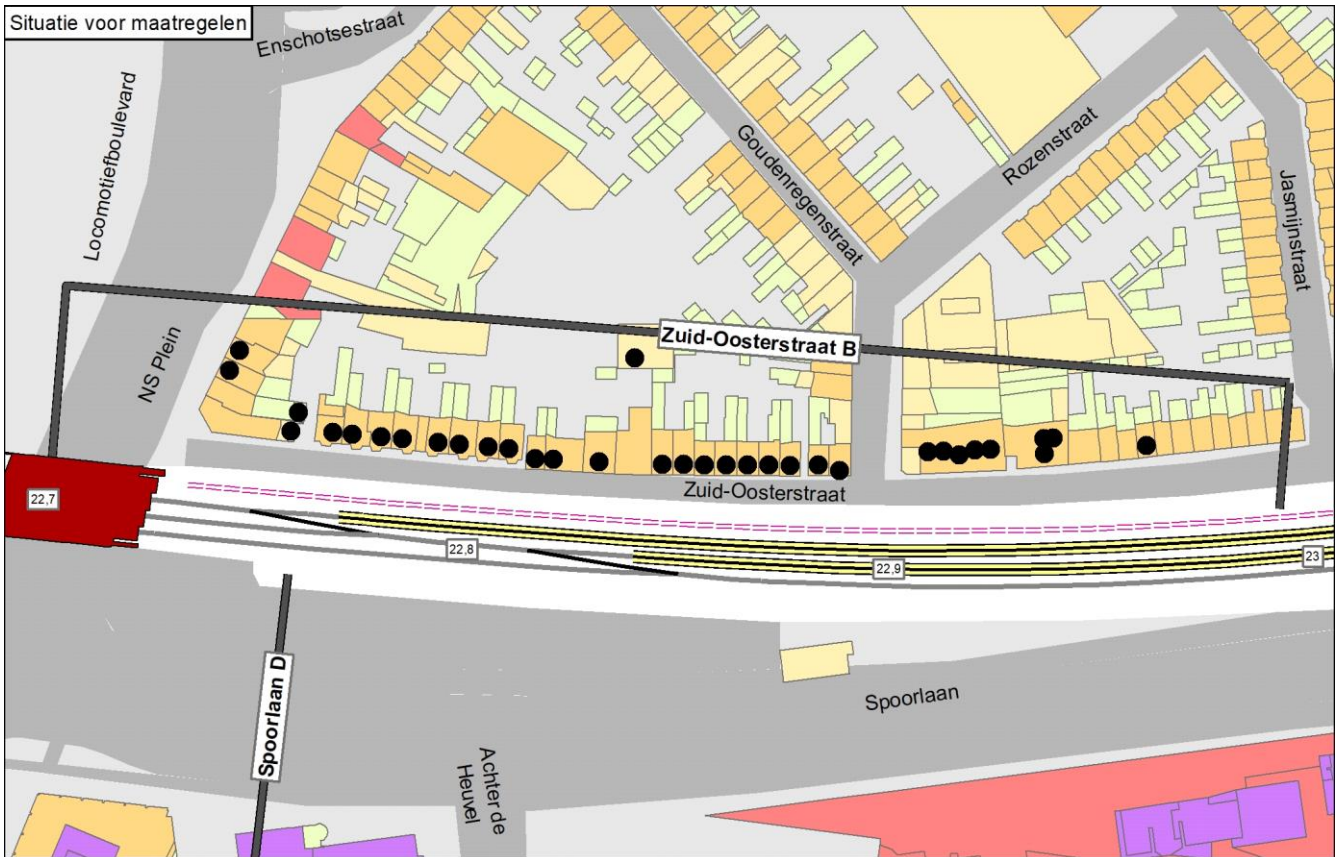 Situatie voor maatregelen
Enschotsestraat
Locomotiefboulevard
Goudenregenstraat
Rozenstraat
Jasmijnstraat
NS Plein
Zuid-Oosterstraat B
Zuid-Oosterstraat
22,7
22,8
22,9
23
Spoorlaan D
Spoorlaan
Achter de
Heuvel